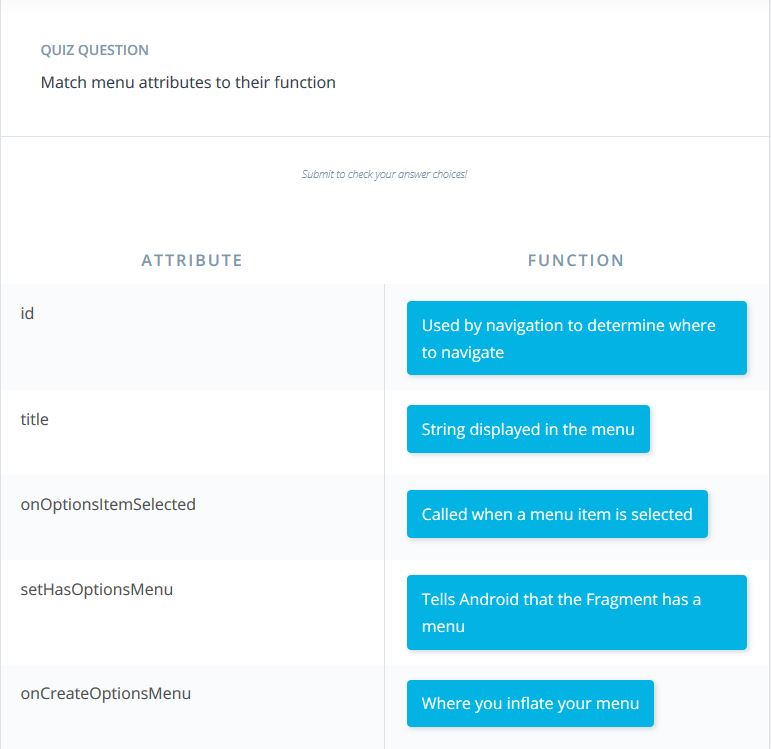 QUIZ QUESTION
Match menu attributes to their function
Submit to check your answer choices!
ATTRIBUTE
FUNCTION
id
Used by navigation to determine where
to navigate
title
String displayed in the menu
onOptionsItemSelected
Called when a menu item is selected
setHasOptionsMenu
Tells Android that the Fragment has a
menu
onCreateOptionsMenu
Where you inflate your menu